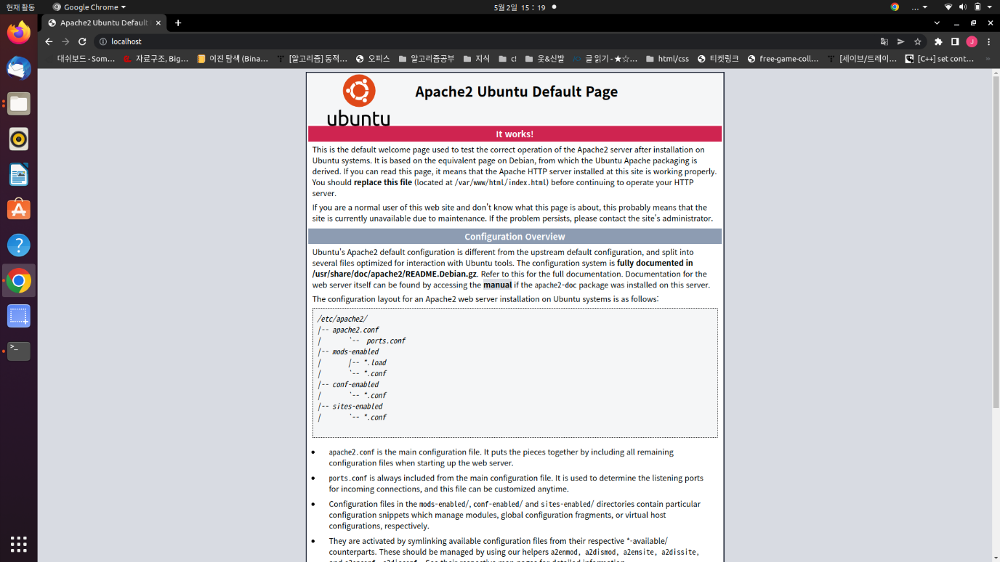 현재 활동
Google Chrome
5월 2일 15 : 19
Apache2 Ubuntu Default
localhost
J
대쉬보드 - Som...
자료구조, Big...
이진 탐색 (Bina...
[알고리즘] 동적...
오피스
알고리즘공부
지식
c!
옷&신발
글 읽기 - ★☆...
html/css
티켓링크
free-game-coll...
[세이브/트레이...
[C++] set cont...
ubuntu
Apache2 Ubuntu Default Page
It works!
This is the default welcome page used to test the correct operation of the Apache2 server after installation on
Ubuntu systems. It is based on the equivalent page on Debian, from which the Ubuntu Apache packaging is
derived. If you can read this page, it means that the Apache HTTP server installed at this site is working properly.
You should replace this file (located at /var/www/html/index.html) before continuing to operate your HTTP
server.
If you are a normal user of this web site and don't know what this page is about, this probably means that the
site is currently unavailable due to maintenance. If the problem persists, please contact the site's administrator.
Configuration Overview
Ubuntu's Apache2 default configuration is different from the upstream default configuration, and split into
several files optimized for interaction with Ubuntu tools. The configuration system is fully documented in
/usr/share/doc/apache2/README.Debian.gz. Refer to this for the full documentation. Documentation for the
web server itself can be found by accessing the manual if the apache2-doc package was installed on this server.
The configuration layout for an Apache2 web server installation on Ubuntu systems is as follows:
/etc/apache2/
|-- apache2.conf
|       `--  ports.conf
|-- mods-enabled
|       |-- *.load
|       `-- *.conf
|-- conf-enabled
|       `-- *.conf
|-- sites-enabled
|       `-- *.conf
• apache2.conf is the main configuration file. It puts the pieces together by including all remaining
configuration files when starting up the web server.
• ports.conf is always included from the main configuration file. It is used to determine the listening ports
for incoming connections, and this file can be customized anytime.
• Configuration files in the mods-enabled/, conf-enabled/ and sites-enabled/ directories contain particular
configuration snippets which manage modules, global configuration fragments, or virtual host
configurations, respectively.
• They are activated by symlinking available configuration files from their respective *-available/
counterparts. These should be managed by using our helpers a2enmod, a2dismod, a2ensite, a2dissite,
and a2enconf, a2disconf . See their respective man pages for detailed information.